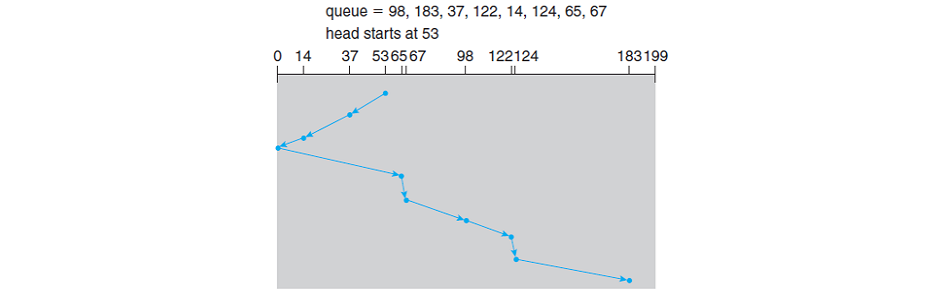 queue = 98, 183, 37, 122, 14, 124, 65, 67
head starts at 53
0 14 37 53 65 67 98 122 124 183 199